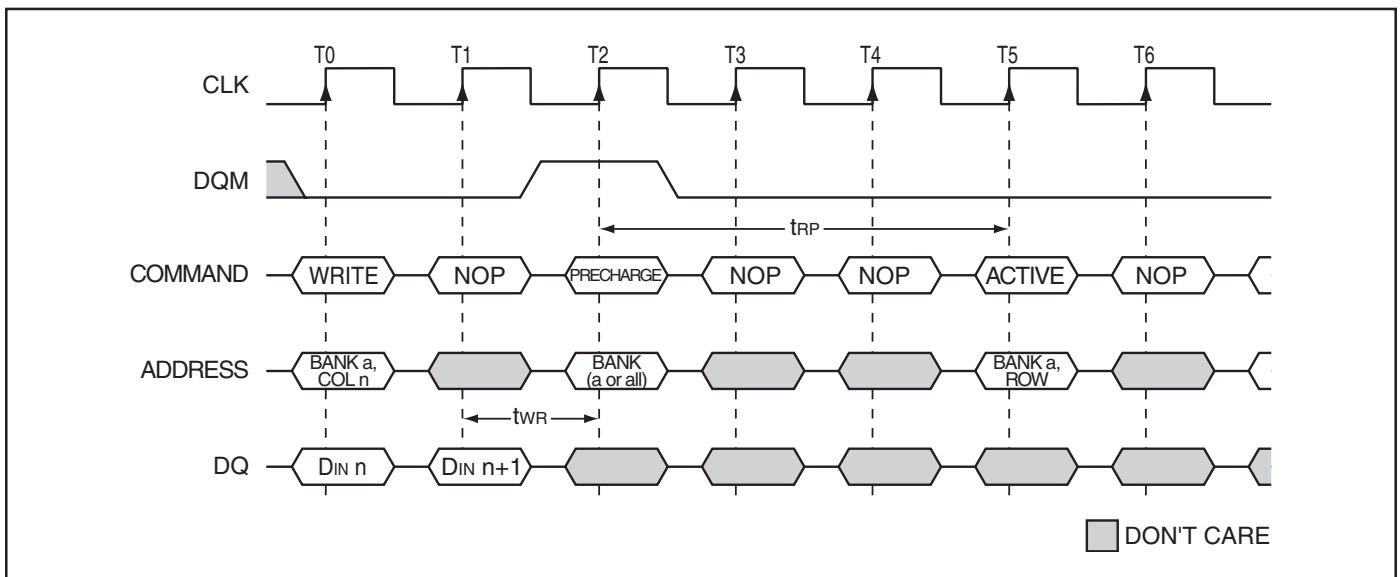 T0 T1 T2 T3 T4 T5 T6
CLK
DQM
tRP
COMMAND WRITE NOP PRECHARGE NOP NOP ACTIVE NOP
ADDRESS BANK a, COL n BANK (a or all) BANK a, ROW
tWR
DQ DIN n DIN n+1
DON'T CARE